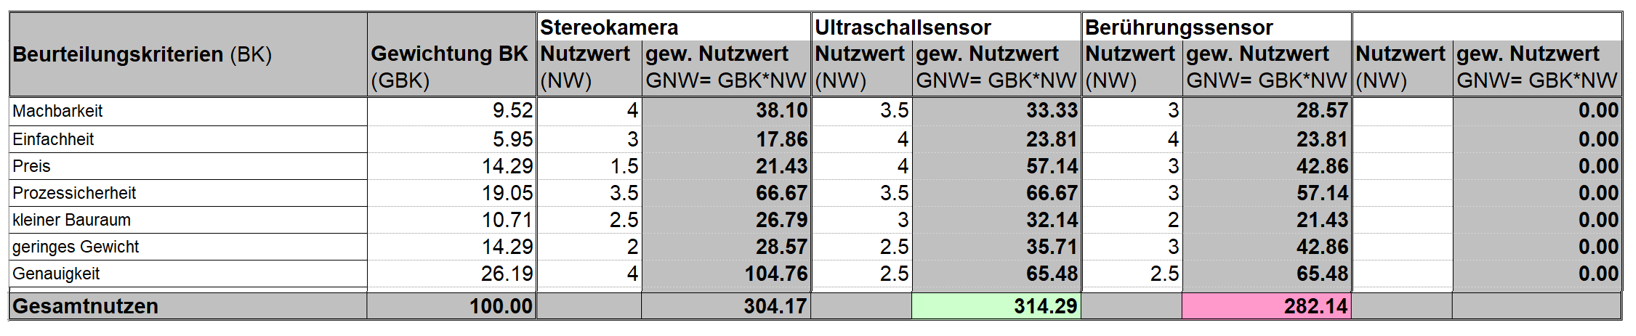 Stereokamera Ultraschallsensor Berührungssensor
Beurteilungskriterien (BK) Gewichtung BK Nutzwert gew. Nutzwert Nutzwert gew. Nutzwert Nutzwert gew. Nutzwert Nutzwert gew. Nutzwert
(GBK) (NW) GNW= GBK*NW (NW) GNW= GBK*NW (NW) GNW= GBK*NW (NW) GNW= GBK*NW
Machbarkeit 9.52 4 38.10 3.5 33.33 3 28.57 0.00
Einfachheit 5.95 3 17.86 4 23.81 4 23.81 0.00
Preis 14.29 1.5 21.43 4 57.14 3 42.86 0.00
Prozessicherheit 19.05 3.5 66.67 3.5 66.67 3 57.14 0.00
kleiner Bauraum 10.71 2.5 26.79 3 32.14 2 21.43 0.00
geringes Gewicht 14.29 2 28.57 2.5 35.71 3 42.86 0.00
Genauigkeit 26.19 4 104.76 2.5 65.48 2.5 65.48 0.00
Gesamtnutzen 100.00 304.17 314.29 282.14